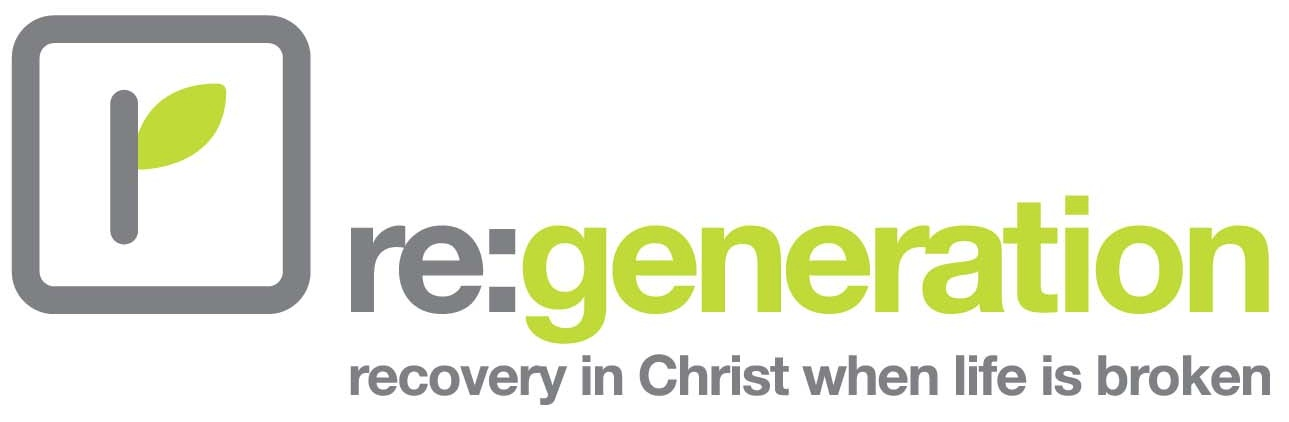 r
re:generation
recovery in Christ when life is broken